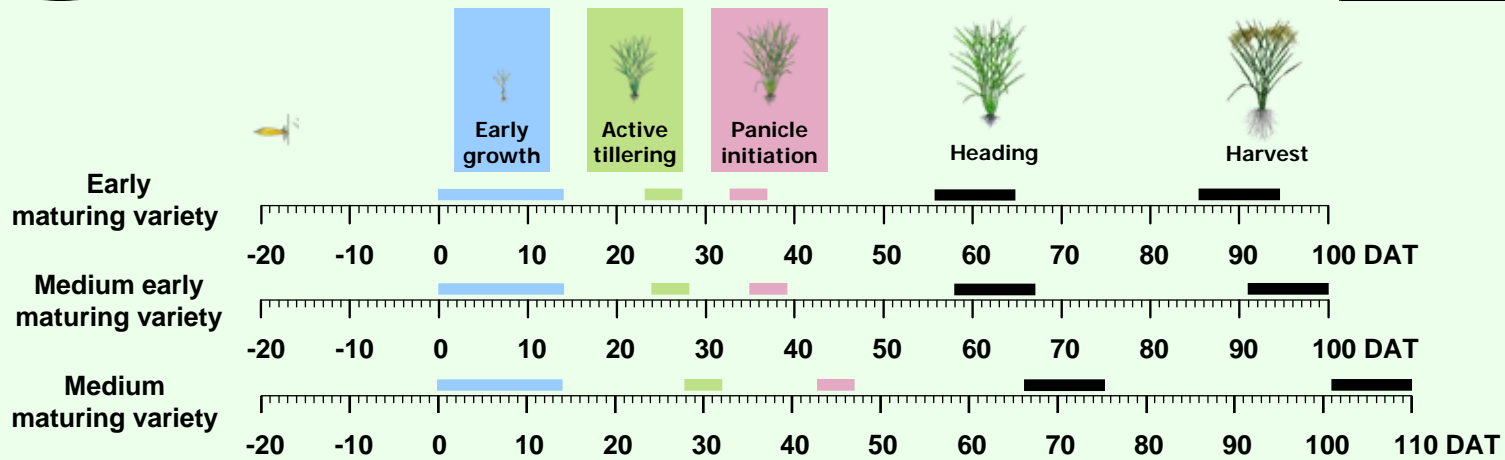 Early
growth
Active
tillering
Panicle
initiation
Heading
Harvest
Early
maturing variety
-20 -10 0 10 20 30 40 50 60 70 80 90 100 DAT
Medium early
maturing variety
-20 -10 0 10 20 30 40 50 60 70 80 90 100 DAT
Medium
maturing variety
-20 -10 0 10 20 30 40 50 60 70 80 90 100 110 DAT